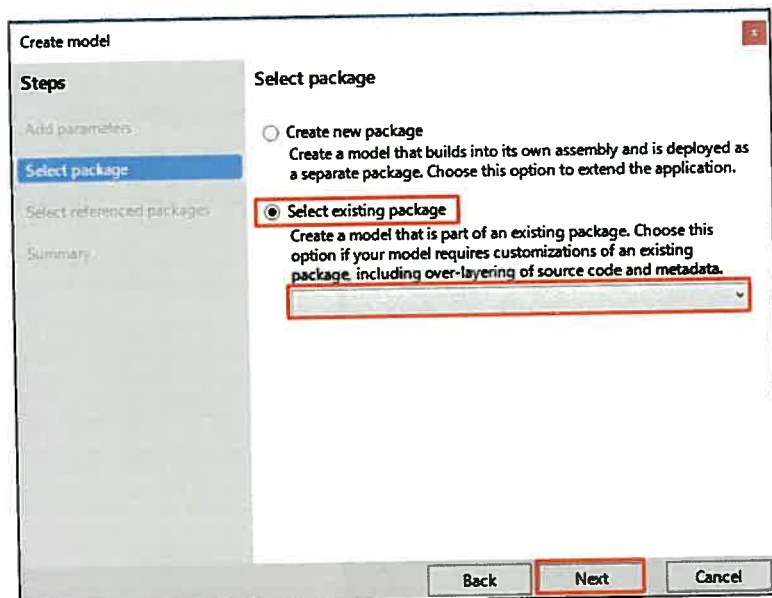 Create model
x
Steps
Add parameters
Select package
Select referenced packages
Summary
Select package
Create new package
Create a model that builds into its own assembly and is deployed as
a separate package. Choose this option to extend the application.
Select existing package
Create a model that is part of an existing package. Choose this
option if your model requires customizations of an existing
package, including over-layering of source code and metadata.
Back
Next
Cancel